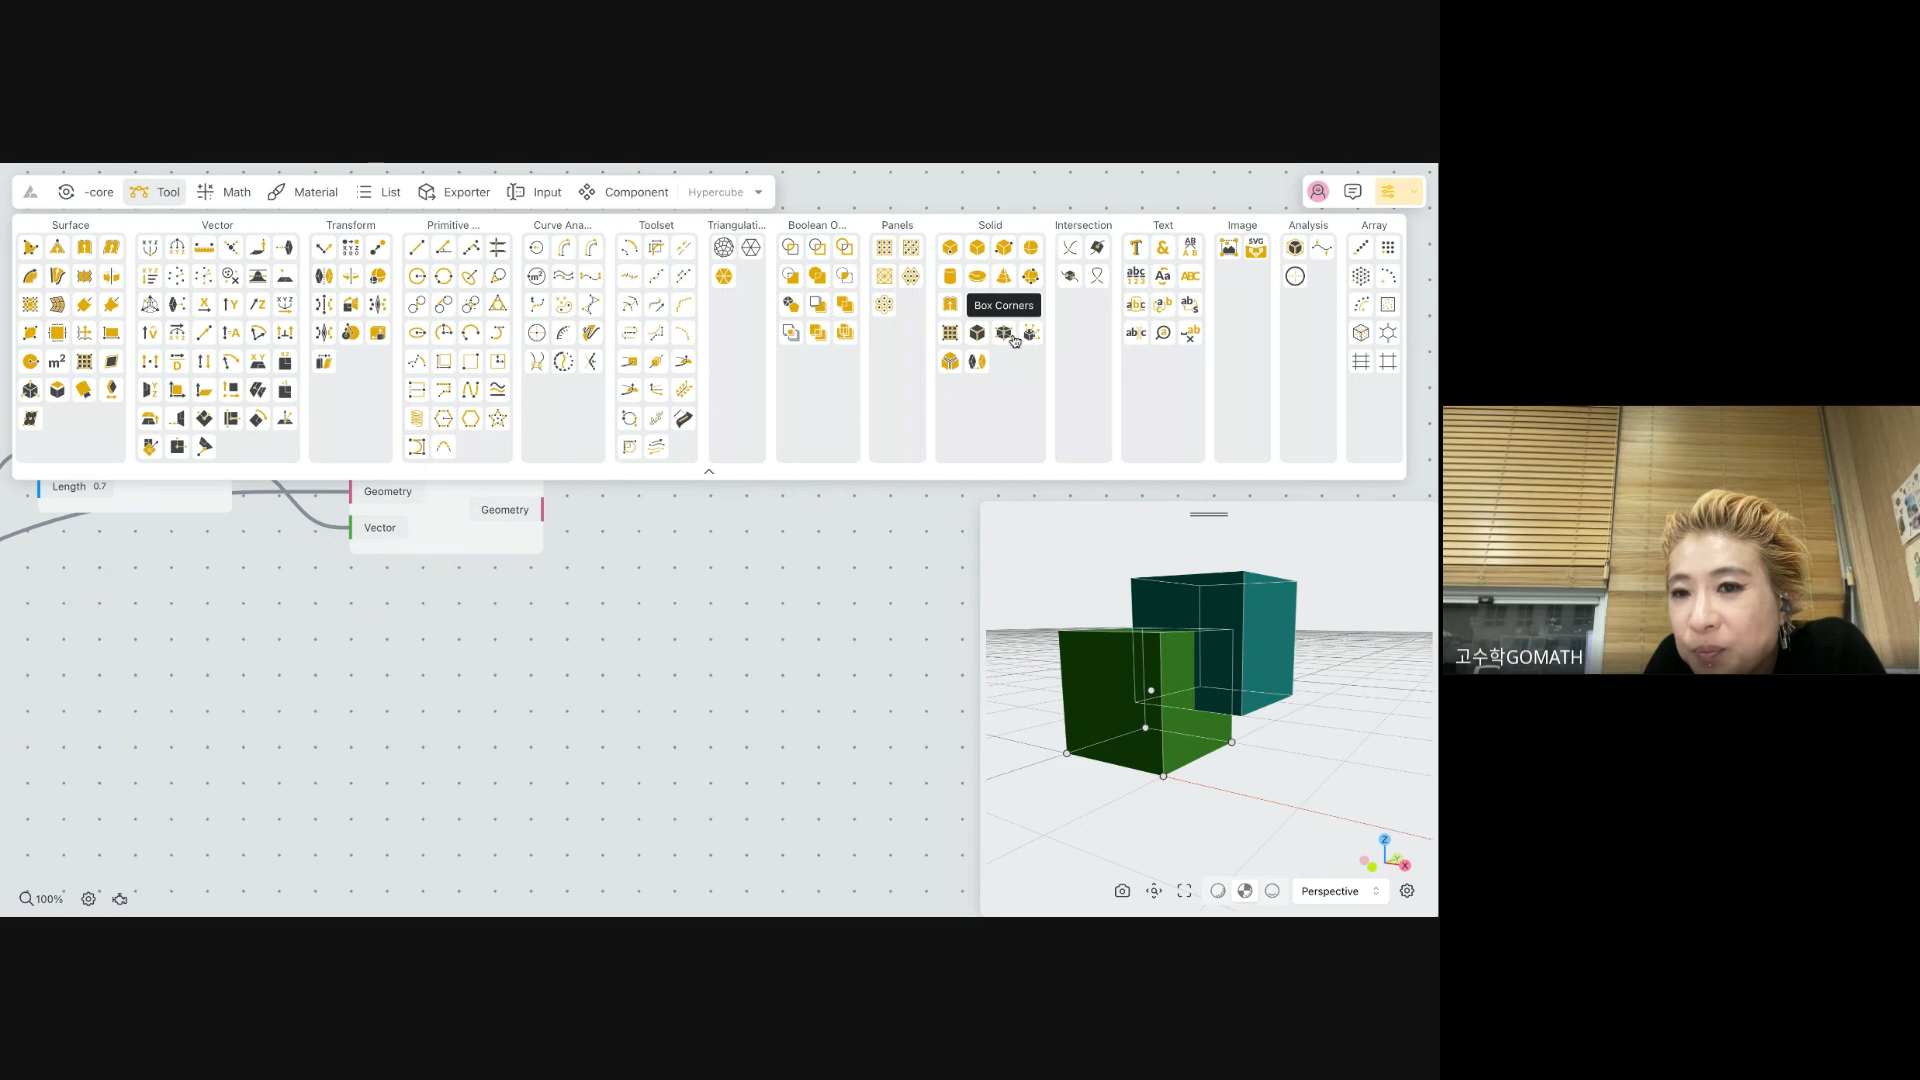 -core
Tool
Math
Material
List
Exporter
Input
Component
Hypercube
Surface
Vector
Transform
Primitive ...
Curve Ana...
Toolset
Triangulati...
Boolean O...
Panels
Solid
Intersection
Text
Image
Analysis
Array
Box Corners
Length 0.7
Geometry
Geometry
Vector
고수학GOMATH
Z
Y
X
100%
Perspective